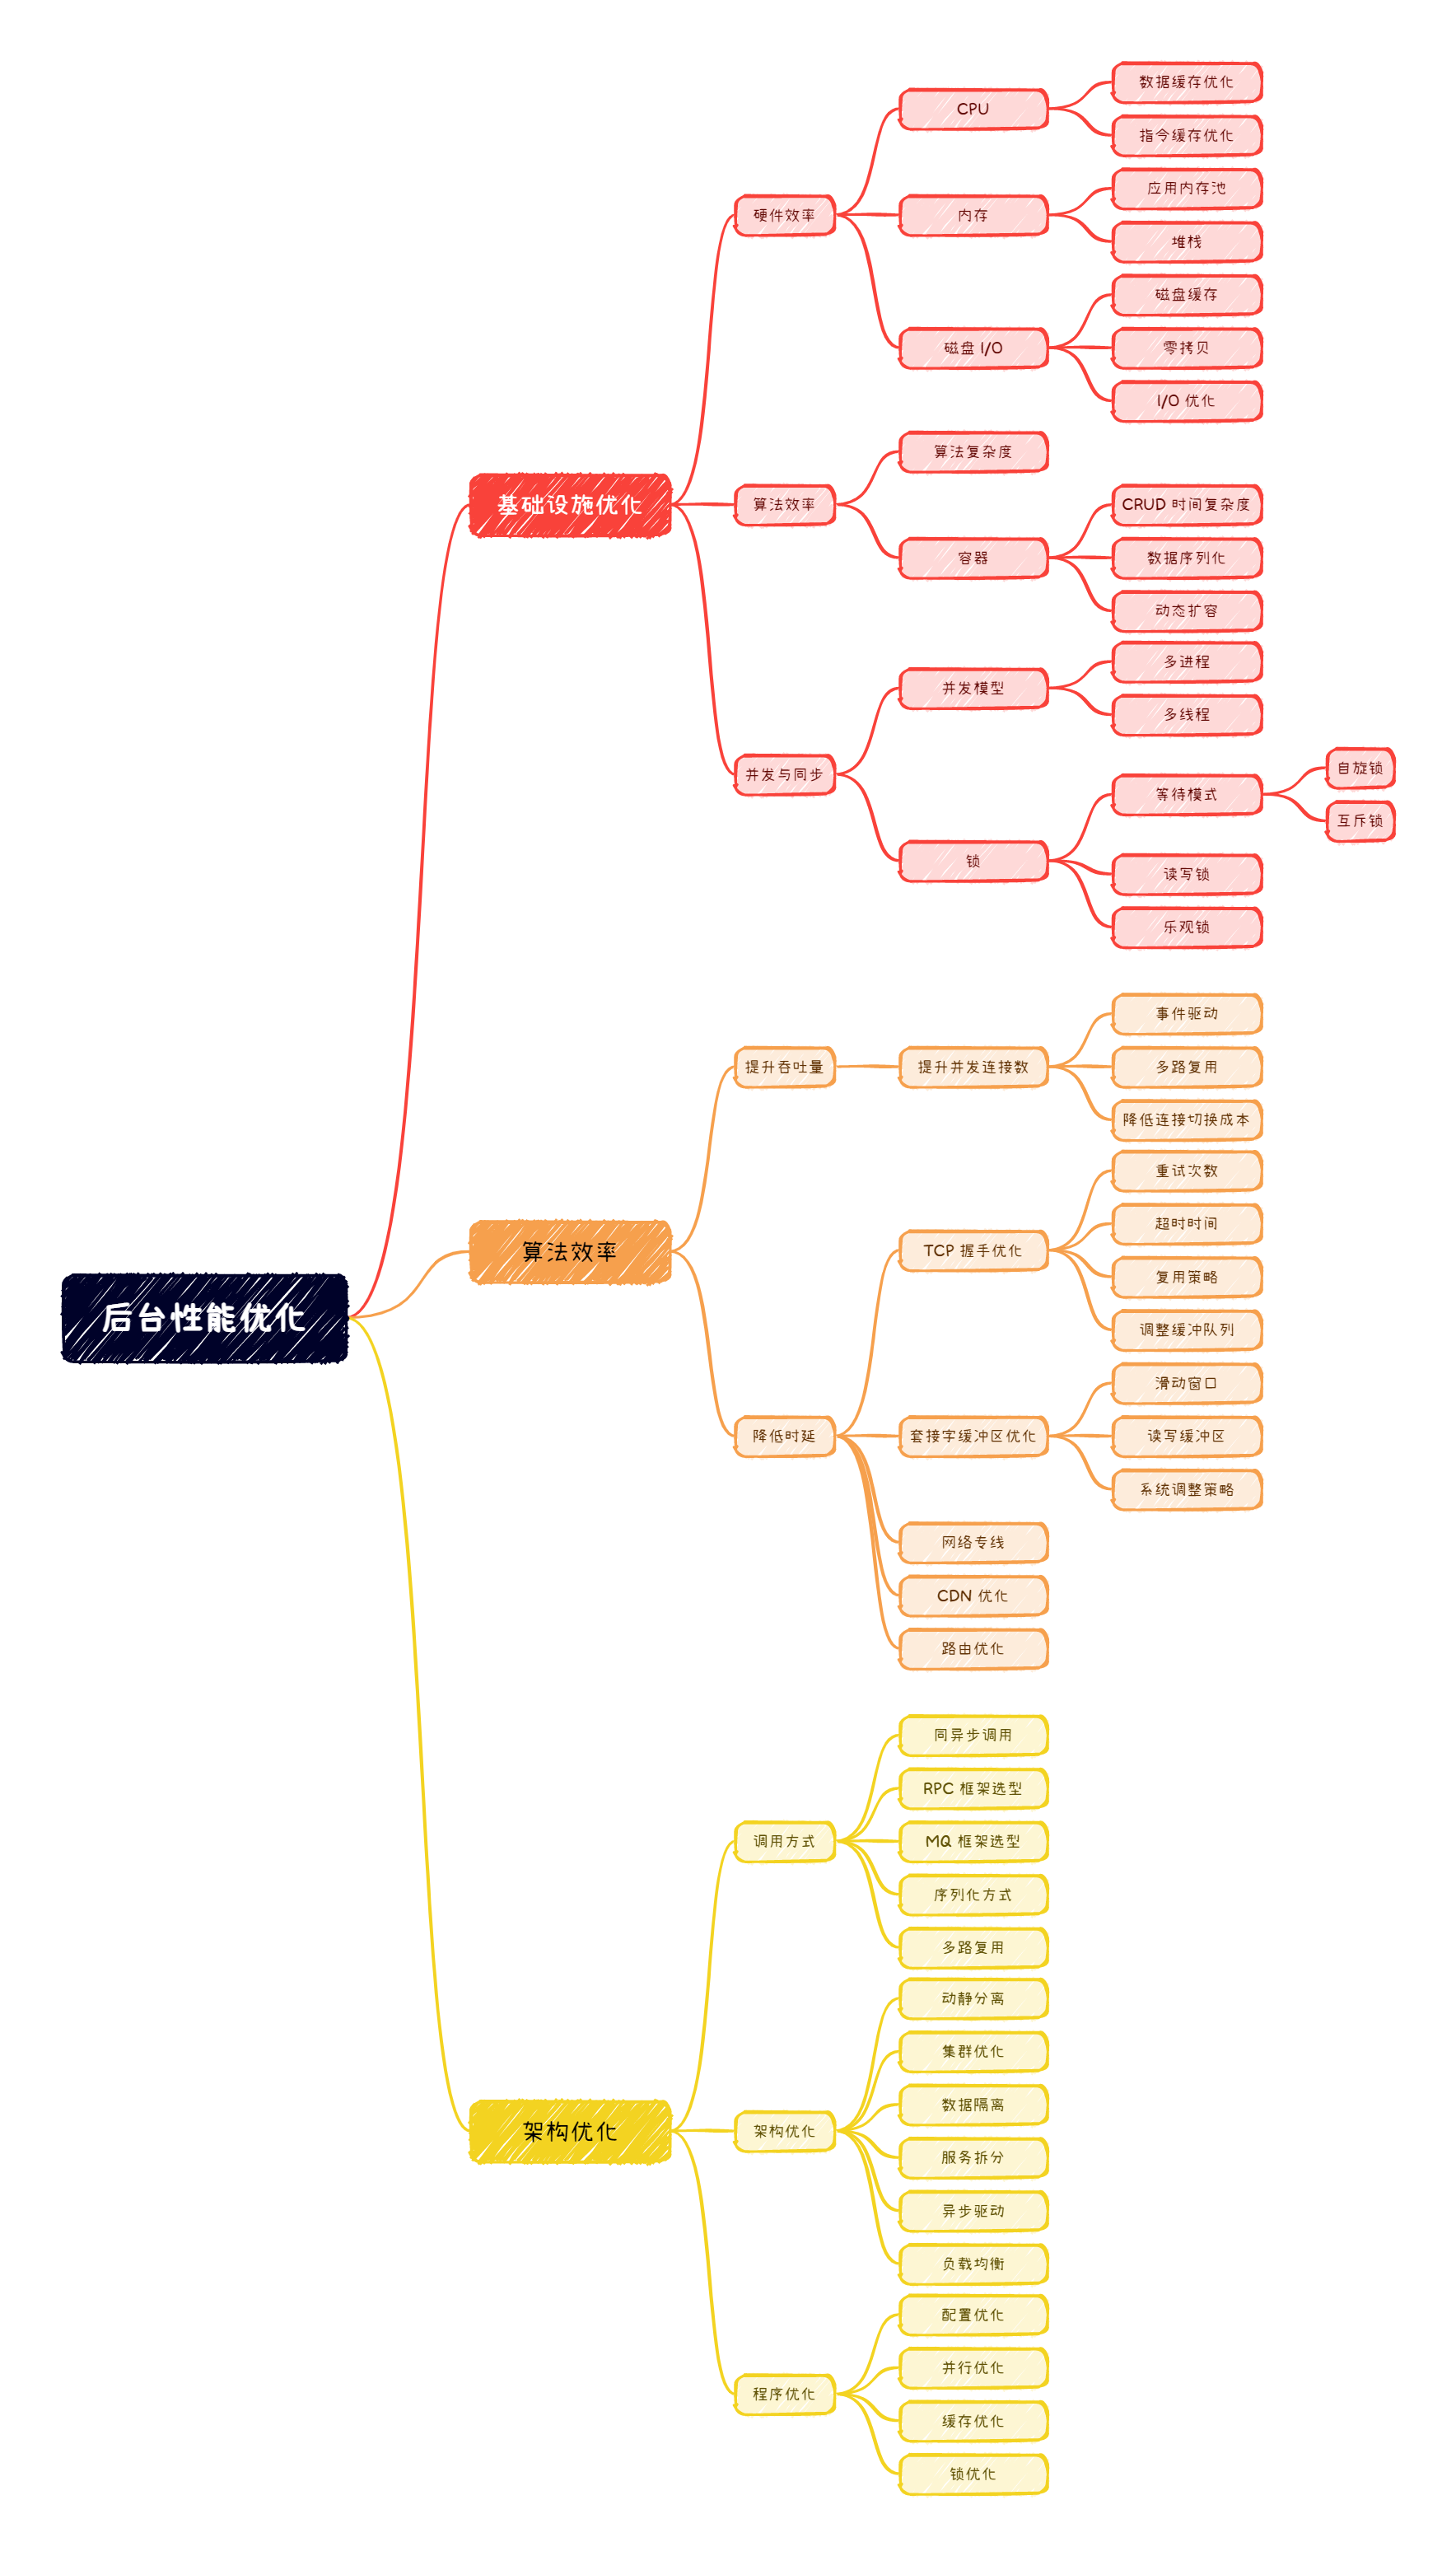 后台性能优化
基础设施优化
硬件效率
CPU
数据缓存优化
指令缓存优化
内存
应用内存池
堆栈
磁盘 I/O
磁盘缓存
零拷贝
I/O 优化
算法效率
算法复杂度
容器
CRUD 时间复杂度
数据序列化
动态扩容
并发与同步
并发模型
多进程
多线程
锁
等待模式
自旋锁
互斥锁
读写锁
乐观锁
算法效率
提升吞吐量
提升并发连接数
事件驱动
多路复用
降低连接切换成本
降低时延
TCP 握手优化
重试次数
超时时间
复用策略
调整缓冲队列
套接字缓冲区优化
滑动窗口
读写缓冲区
系统调整策略
网络专线
CDN 优化
路由优化
架构优化
调用方式
同异步调用
RPC 框架选型
MQ 框架选型
序列化方式
多路复用
架构优化
动静分离
集群优化
数据隔离
服务拆分
异步驱动
负载均衡
程序优化
配置优化
并行优化
缓存优化
锁优化